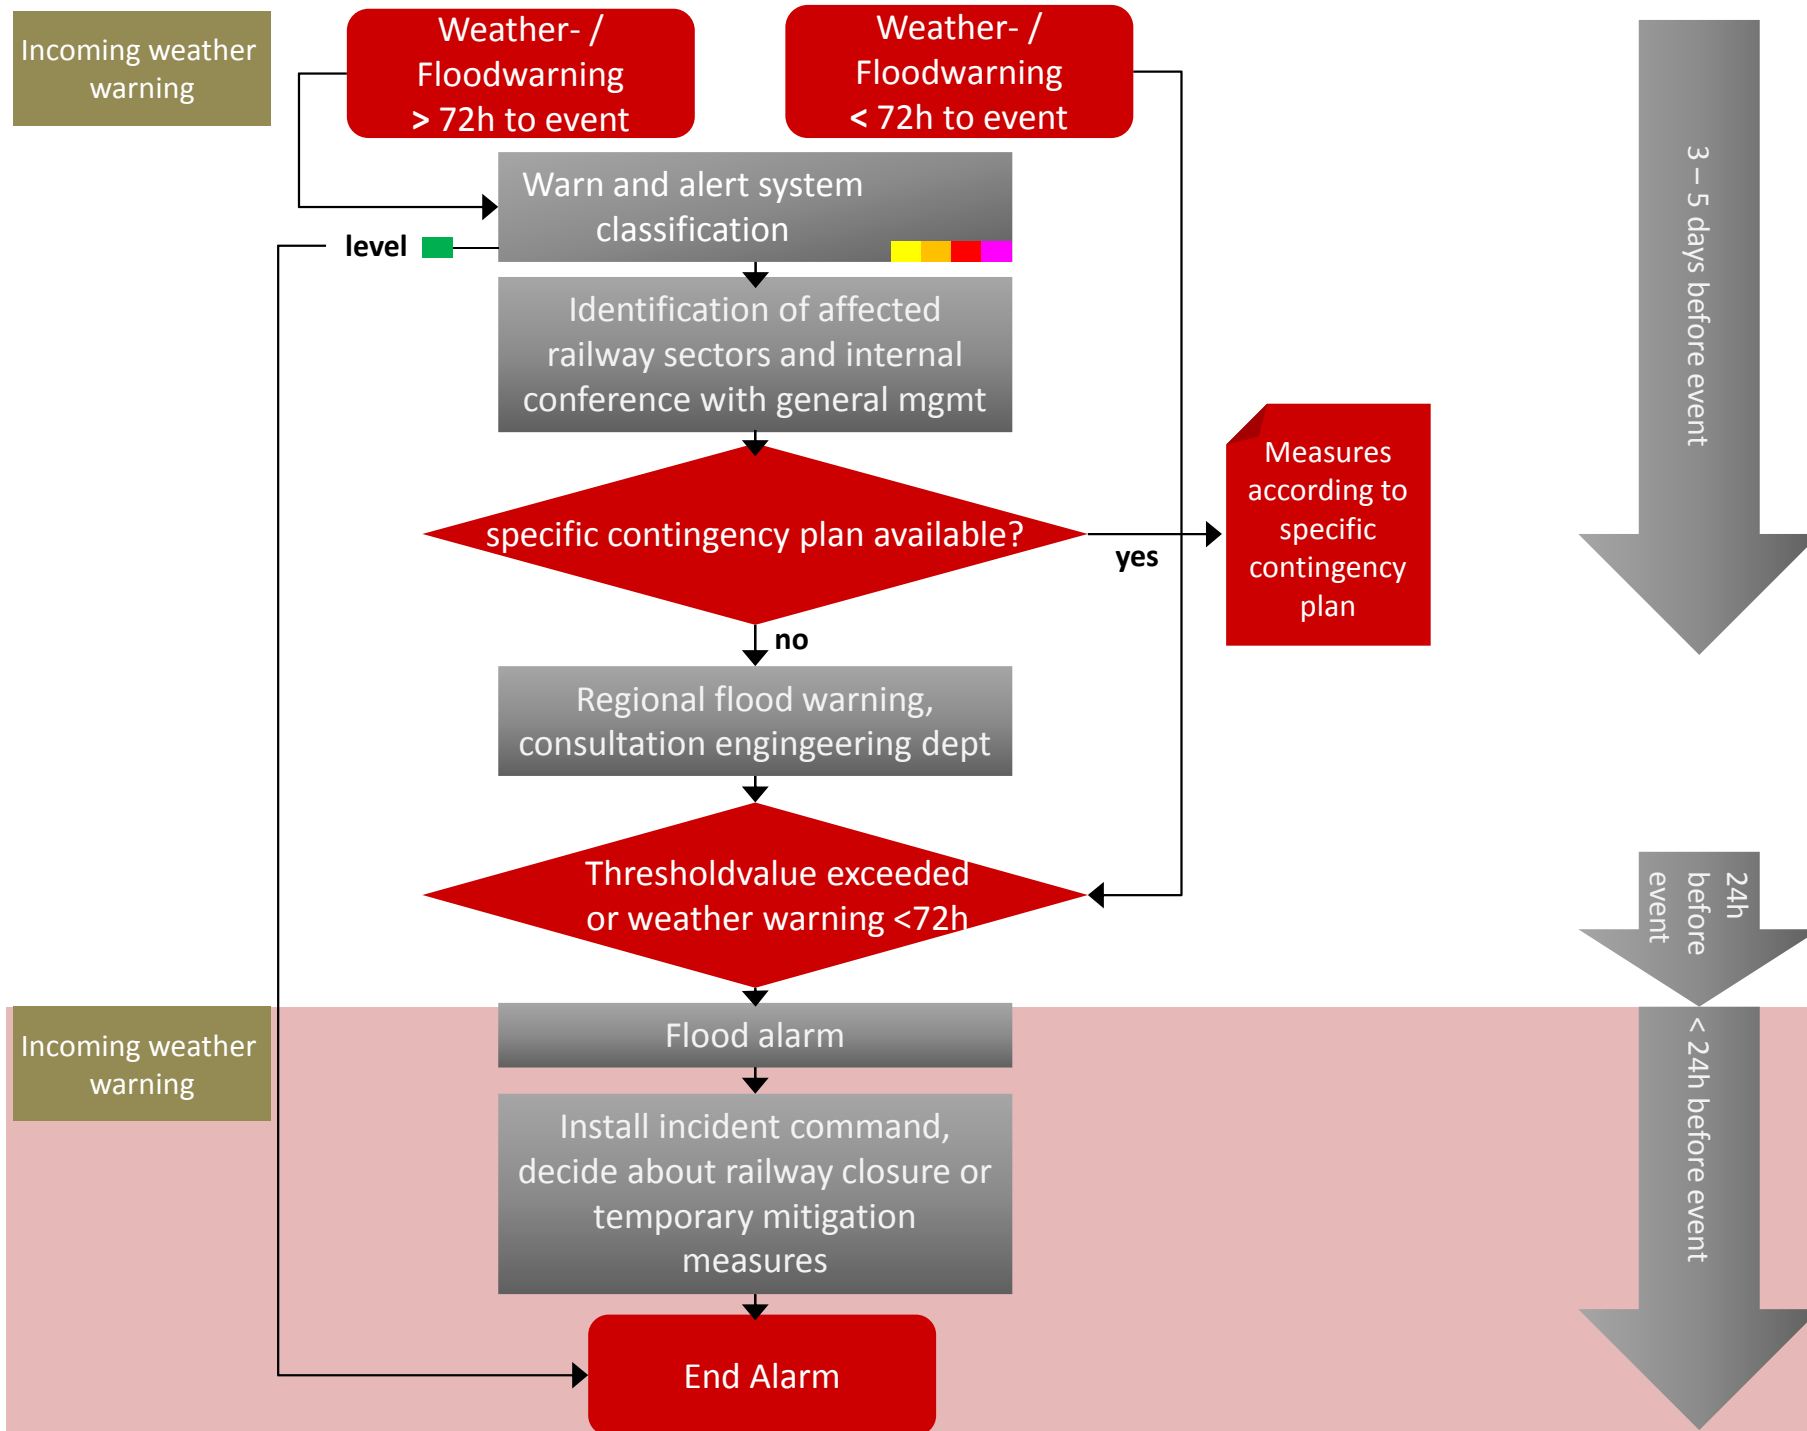 Incoming weather
warning
Weather- /
Floodwarning
> 72h to event
Weather- /
Floodwarning
< 72h to event
Warn and alert system
classification
level
Identification of affected
railway sectors and internal
conference with general mgmt
specific contingency plan available?
yes
Measures
according to
specific
contingency
plan
no
Regional flood warning,
consultation engingeering dept
Thresholdvalue exceeded
or weather warning <72h
3 – 5 days before event
24h
before
event
Incoming weather
warning
Flood alarm
Install incident command,
decide about railway closure or
temporary mitigation
measures
End Alarm
< 24h before event